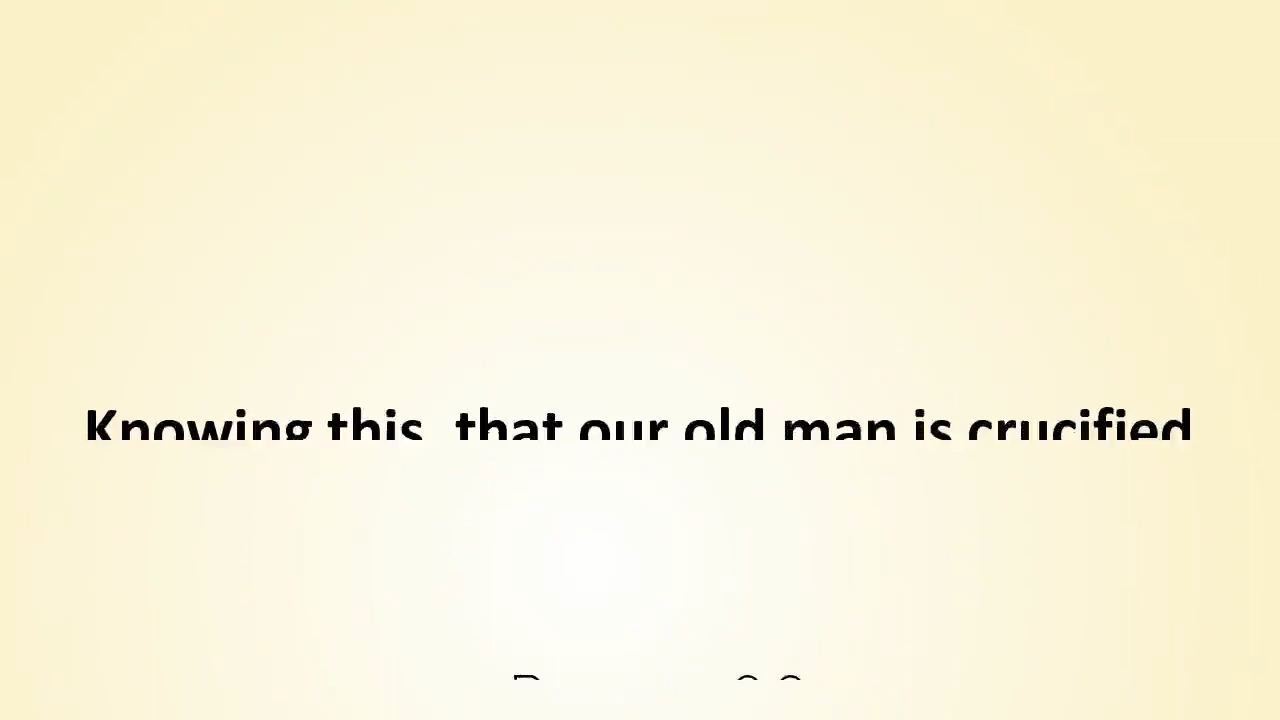 Knowing this, that our old man is crucified